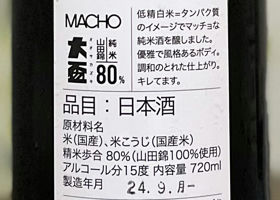 MACHO
大盃
純米
山田錦
80%
低精白米=タンパク質
のイメージでマッチョな
純米酒を醸しました。
優雅で風格あるボディ。
調和のとれた仕上がり。
キレてます。
品目：日本酒
原材料名
米(国産)、米こうじ(国産米)
精米歩合 80%(山田錦100%使用)
アルコール分15度 内容量 720ml
製造年月 24.9.月-